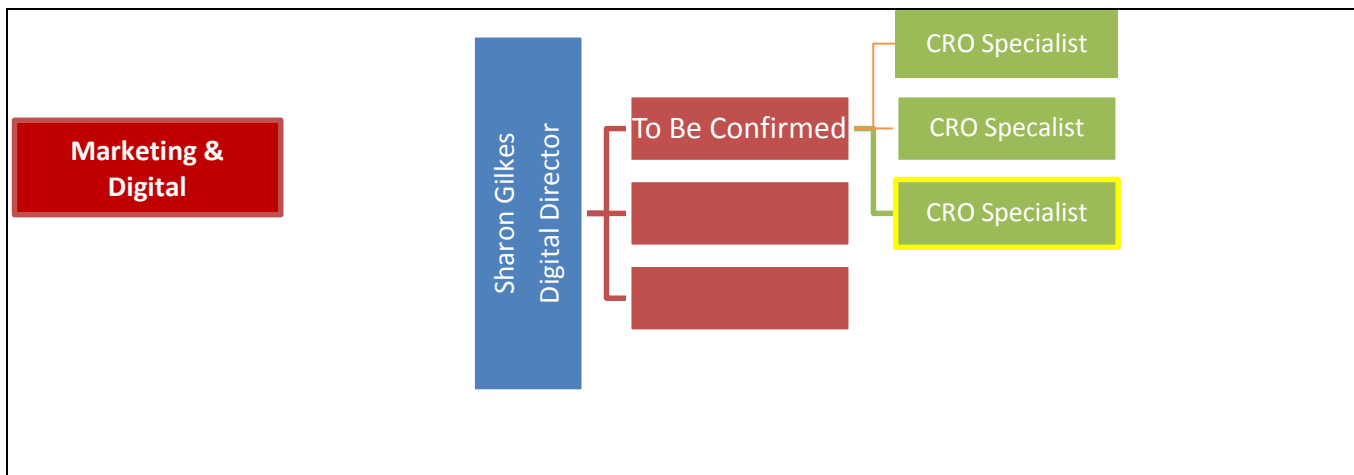 Marketing &
Digital
Sharon Gilkes
Digital Director
To Be Confirmed
CRO Specialist
CRO Specalist
CRO Specialist